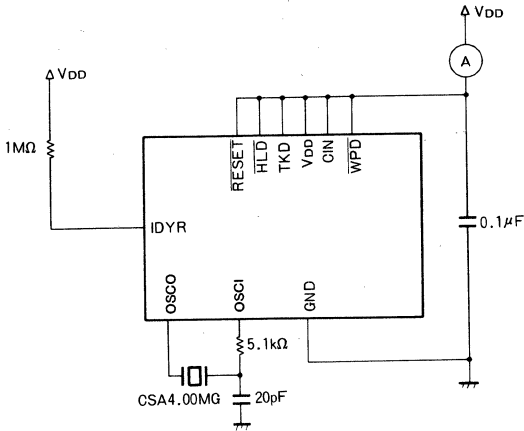 VDD
A
VDD
1MΩ
RESET
HLD
TKD
VDD
CIN
WPD
IDYR
0.1μF
OSCO
OSCI
GND
5.1kΩ
CSA4.00MG
20pF